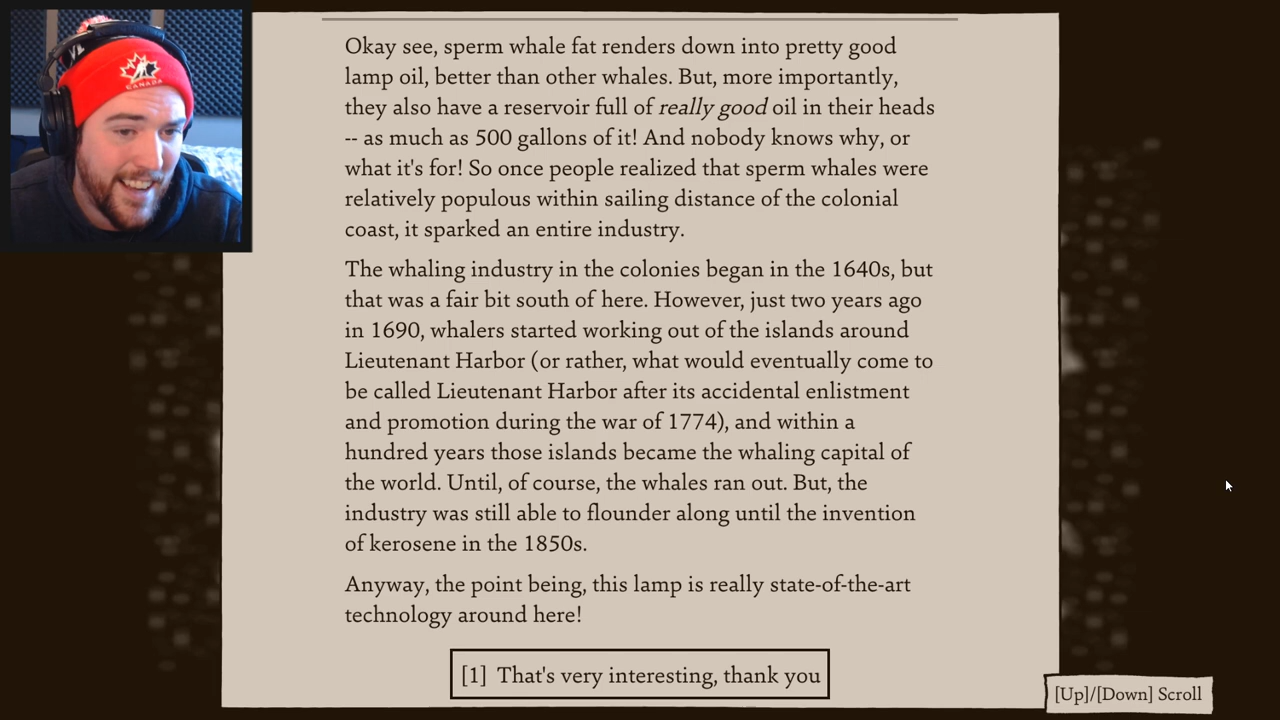 Okay see, sperm whale fat renders down into pretty good
lamp oil, better than other whales. But, more importantly,
they also have a reservoir full of really good oil in their heads
-- as much as 500 gallons of it! And nobody knows why, or
what it's for! So once people realized that sperm whales were
relatively populous within sailing distance of the colonial
coast, it sparked an entire industry.
The whaling industry in the colonies began in the 1640s, but
that was a fair bit south of here. However, just two years ago
in 1690, whalers started working out of the islands around
Lieutenant Harbor (or rather, what would eventually come to
be called Lieutenant Harbor after its accidental enlistment
and promotion during the war of 1774), and within a
hundred years those islands became the whaling capital of
the world. Until, of course, the whales ran out. But, the
industry was still able to flounder along until the invention
of kerosene in the 1850s.
Anyway, the point being, this lamp is really state-of-the-art
technology around here!
[1] That's very interesting, thank you
[Up]/[Down] Scroll
CANADA